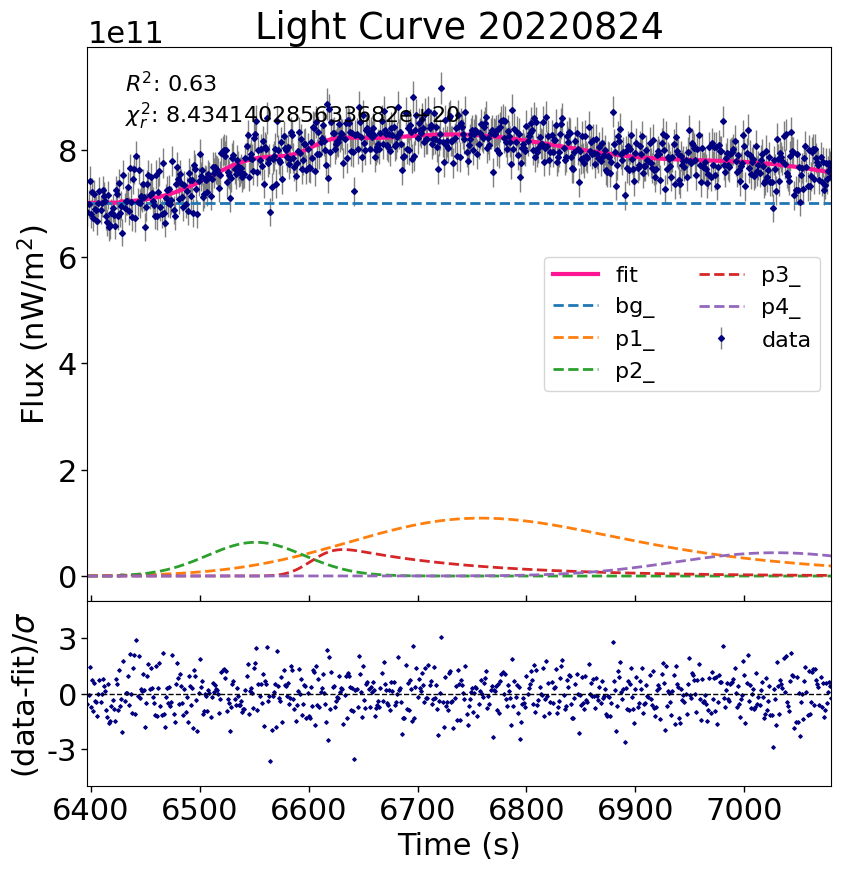 Light Curve 20220824
1e11
R²: 0.63
χ²ᵣ: 8.434140285633682e+20
8
6
4
2
0
Flux (nW/m²)
fit
bg_
p1_
p2_
p3_
p4_
data
3
0
-3
(data-fit)/σ
6400 6500 6600 6700 6800 6900 7000
Time (s)